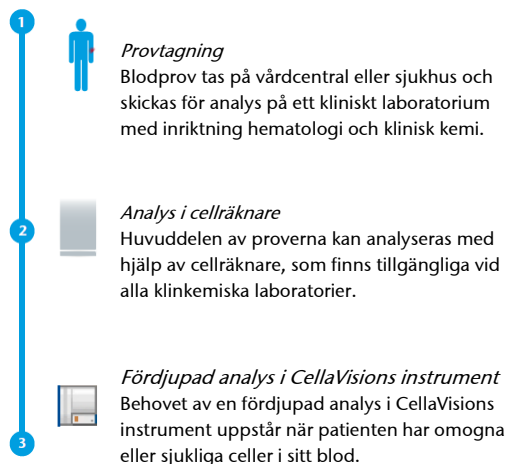 1
Provtagning
Blodprov tas på vårdcentral eller sjukhus och
skickas för analys på ett kliniskt laboratorium
med inriktning hematologi och klinisk kemi.
2
Analys i cellräknare
Huvuddelen av proverna kan analyseras med
hjälp av cellräknare, som finns tillgängliga vid
alla klinkemiska laboratorier.
Fördjupad analys i CellaVisions instrument
Behovet av en fördjupad analys i CellaVisions
instrument uppstår när patienten har omogna
3
eller sjukliga celler i sitt blod.